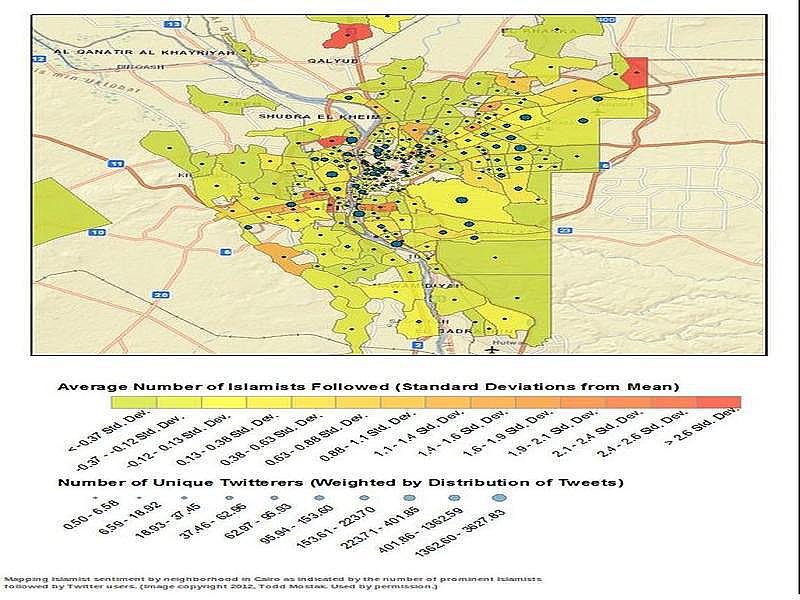 13
600
EL KHANKA
AL QANATIR AL KHAYRIYAH
12
QALYUB
SHUBRA EL KHEIM
11
6
10
23
6
28
2
Average Number of Islamists Followed (Standard Deviations from Mean)
< -0.37 Std. Dev.
-0.37 - -0.12 Std. Dev.
-0.12 - 0.13 Std. Dev.
0.13 - 0.38 Std. Dev.
0.38 - 0.63 Std. Dev.
0.63 - 0.88 Std. Dev.
0.88 - 1.1 Std. Dev.
1.1 - 1.4 Std. Dev.
1.4 - 1.6 Std. Dev.
1.6 - 1.9 Std. Dev.
1.9 - 2.1 Std. Dev.
2.1 - 2.4 Std. Dev.
2.4 - 2.6 Std. Dev.
> 2.6 Std. Dev.
Number of Unique Twitterers (Weighted by Distribution of Tweets)
0.50 - 6.58
6.59 - 18.92
18.93 - 37.45
37.46 - 62.96
62.97 - 95.93
95.94 - 153.60
153.61 - 223.70
223.71 - 401.85
401.86 - 1362.59
1362.60 - 3627.83
Mapping Islamist sentiment by neighborhood in Cairo as indicated by the number of prominent Islamists
followed by Twitter users. (Image copyright 2012, Todd Mostak. Used by permission.)